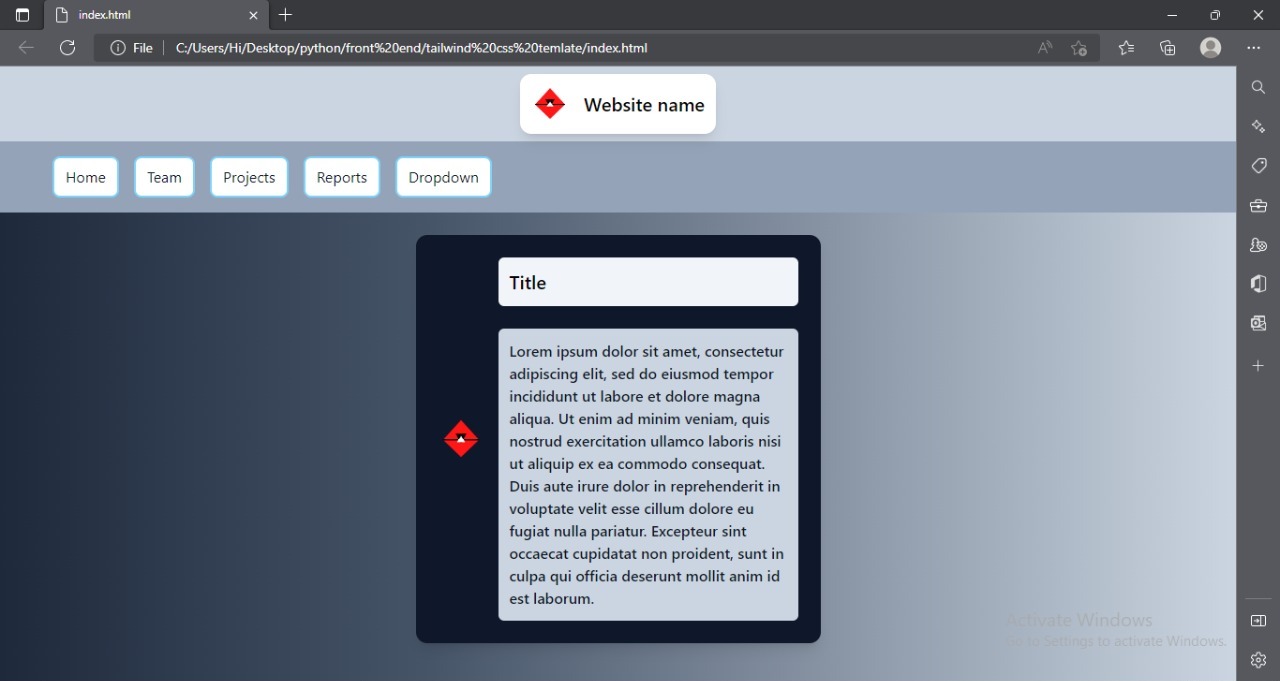 index.html
File
C:/Users/Hi/Desktop/python/front%20end/tailwind%20css%20temlate/index.html
Website name
Home
Team
Projects
Reports
Dropdown
Title
Lorem ipsum dolor sit amet, consectetur
adipiscing elit, sed do eiusmod tempor
incididunt ut labore et dolore magna
aliqua. Ut enim ad minim veniam, quis
nostrud exercitation ullamco laboris nisi
ut aliquip ex ea commodo consequat.
Duis aute irure dolor in reprehenderit in
voluptate velit esse cillum dolore eu
fugiat nulla pariatur. Excepteur sint
occaecat cupidatat non proident, sunt in
culpa qui officia deserunt mollit anim id
est laborum.
Activate Windows
Go to Settings to activate Windows.